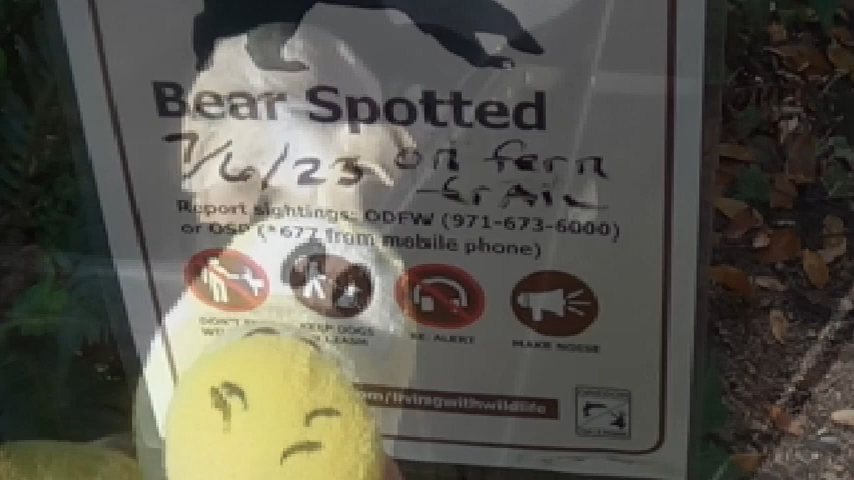 Bear Spotted
7/6/23 on fern
trail
Report sightings: ODFW (971-673-6000)
or OSP (*677 from mobile phone)
DON'T
KEEP DOGS
LEASH
BE ALERT
MAKE NOISE
om/livingwithwildlife